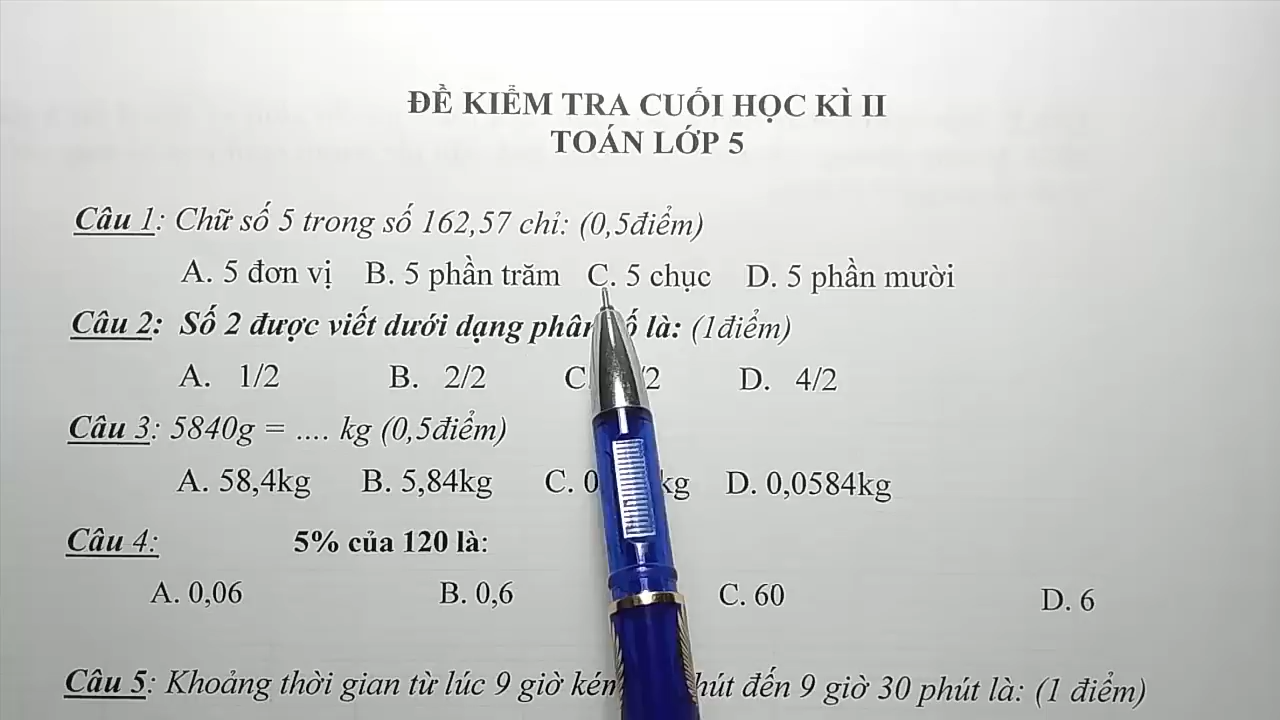 ĐỀ KIỂM TRA CUỐI HỌC KÌ II
TOÁN LỚP 5
Câu 1: Chữ số 5 trong số 162,57 chỉ: (0,5điểm)
A. 5 đơn vị B. 5 phần trăm C. 5 chục D. 5 phần mười
Câu 2: Số 2 được viết dưới dạng là: (1điểm)
A. 1/2 B. 2/2 C /2 D. 4/2
Câu 3: 5840g = .... kg (0,5điểm)
A. 58,4kg B. 5,84kg C. 0 kg D. 0,0584kg
Câu 4: 5% của 120 là:
A. 0,06 B. 0,6 C. 60 D. 6
Câu 5: Khoảng thời gian từ lúc 9 giờ đến 9 giờ 30 phút là: (1 điểm)